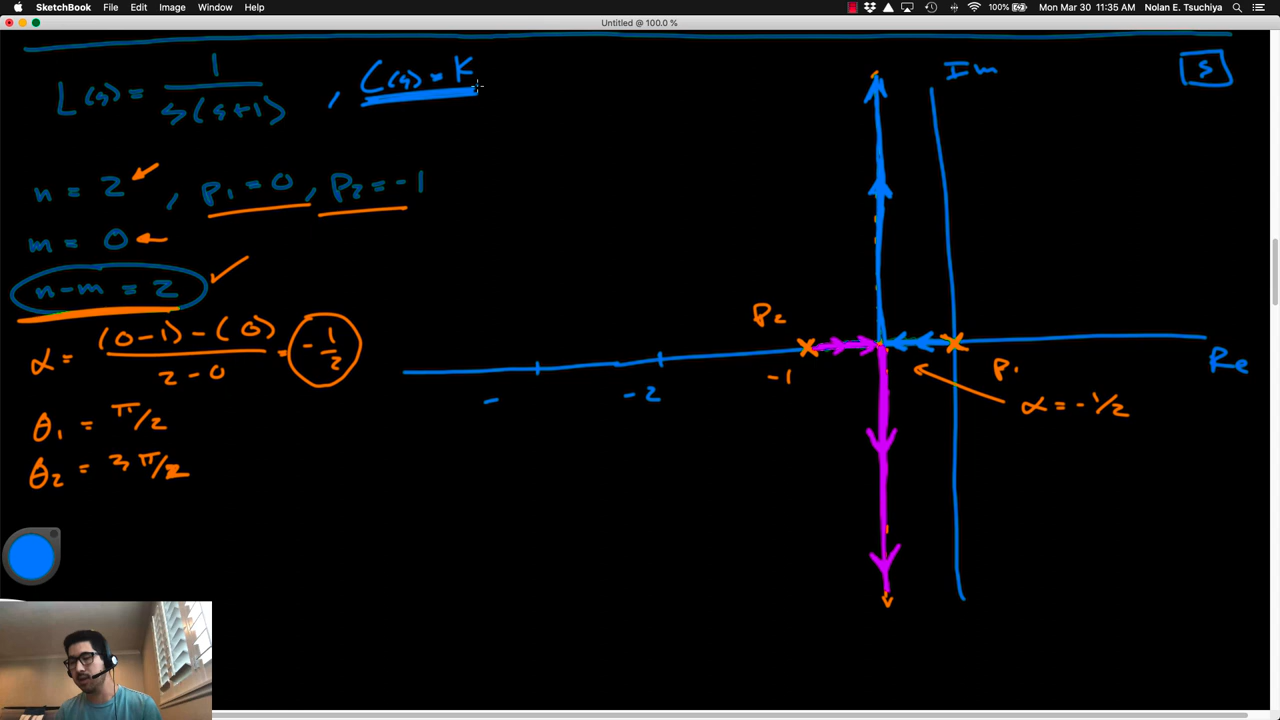 SketchBook File Edit Image Window Help 100% Mon Mar 30 11:35 AM Nolan E. Tsuchiya
Untitled @ 100.0 %
L(s) = 1 / s(s+1) , C(s) = K
n = 2 , p₁ = 0 , p₂ = -1
m = 0
n-m = 2
α = (0-1) - (0) / 2-0 = -1/2
θ₁ = π/2
θ₂ = 3π/2
Im
S
P₂
-
-2
-1
P₁
Re
α = -1/2